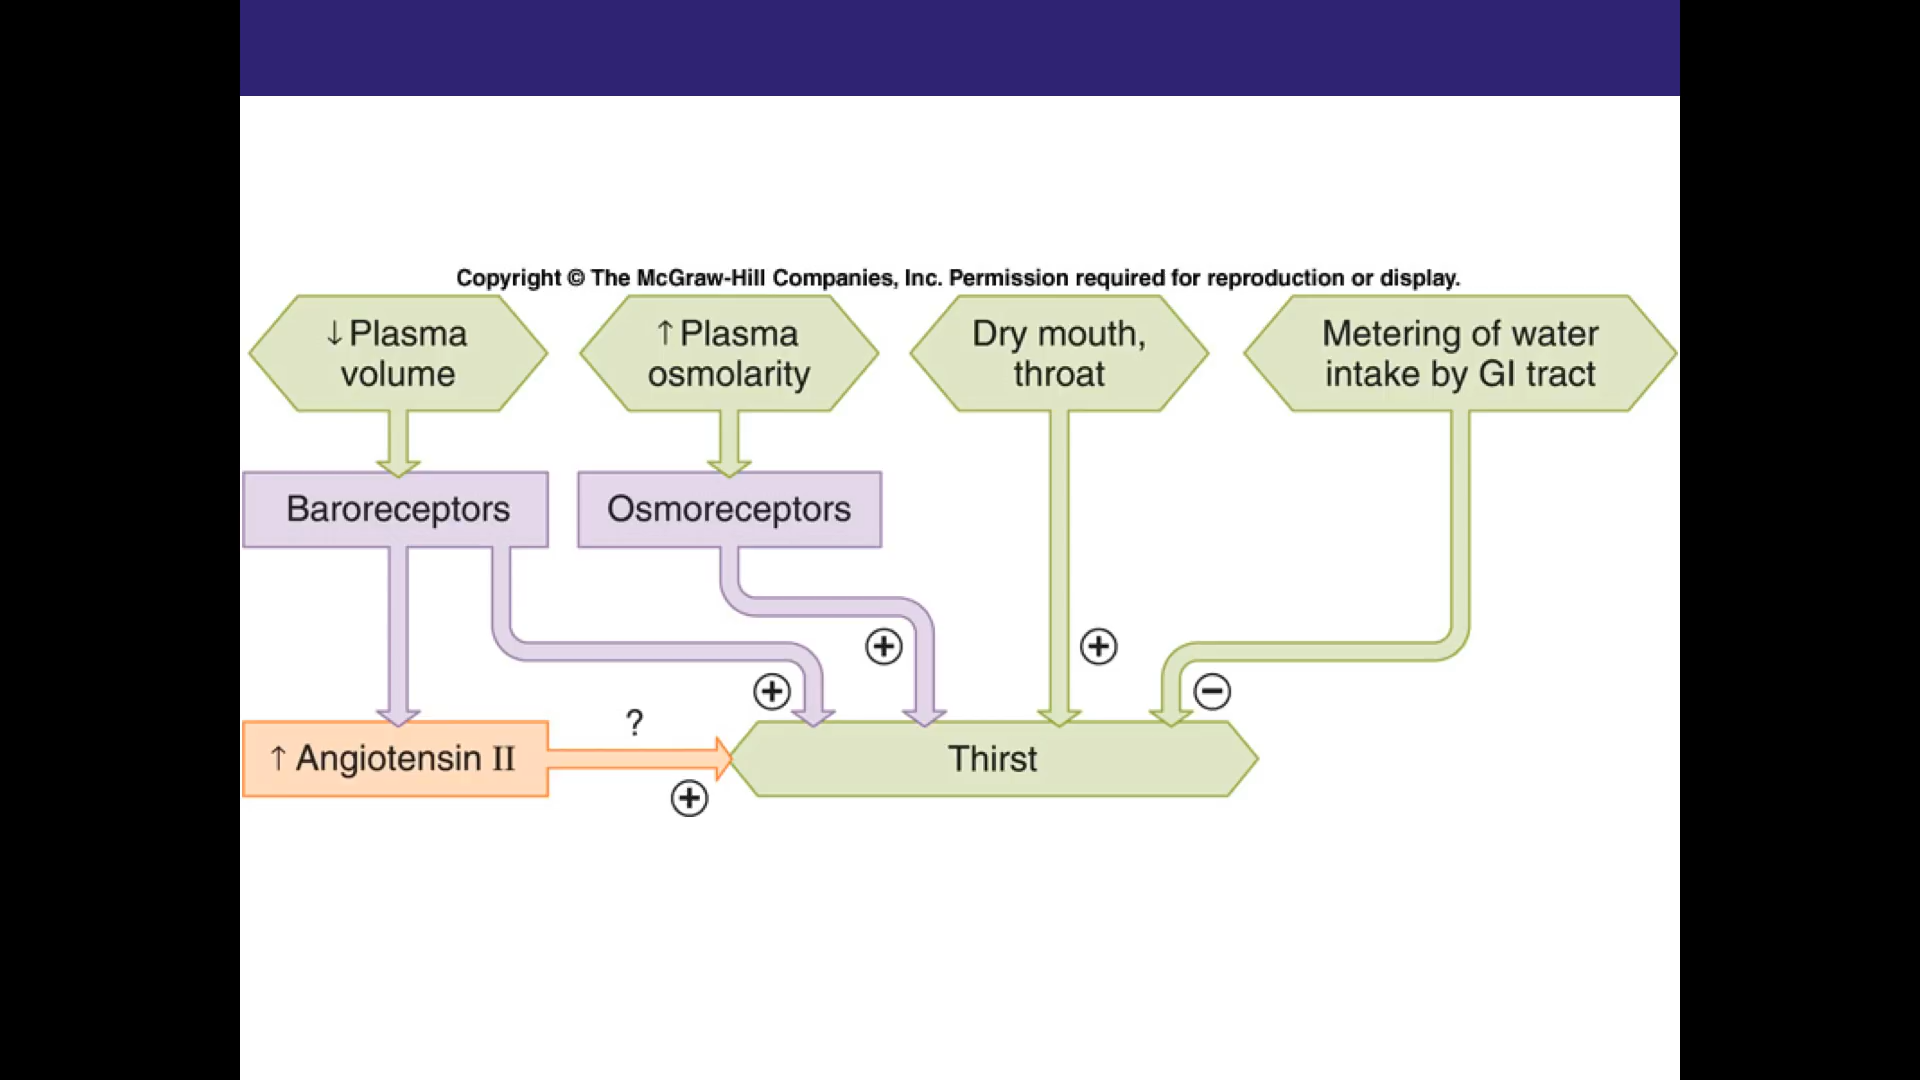 Copyright © The McGraw-Hill Companies, Inc. Permission required for reproduction or display.
↓ Plasma
volume
↑ Plasma
osmolarity
Dry mouth,
throat
Metering of water
intake by GI tract
Baroreceptors
Osmoreceptors
+
+
+
−
?
↑ Angiotensin II
+
Thirst